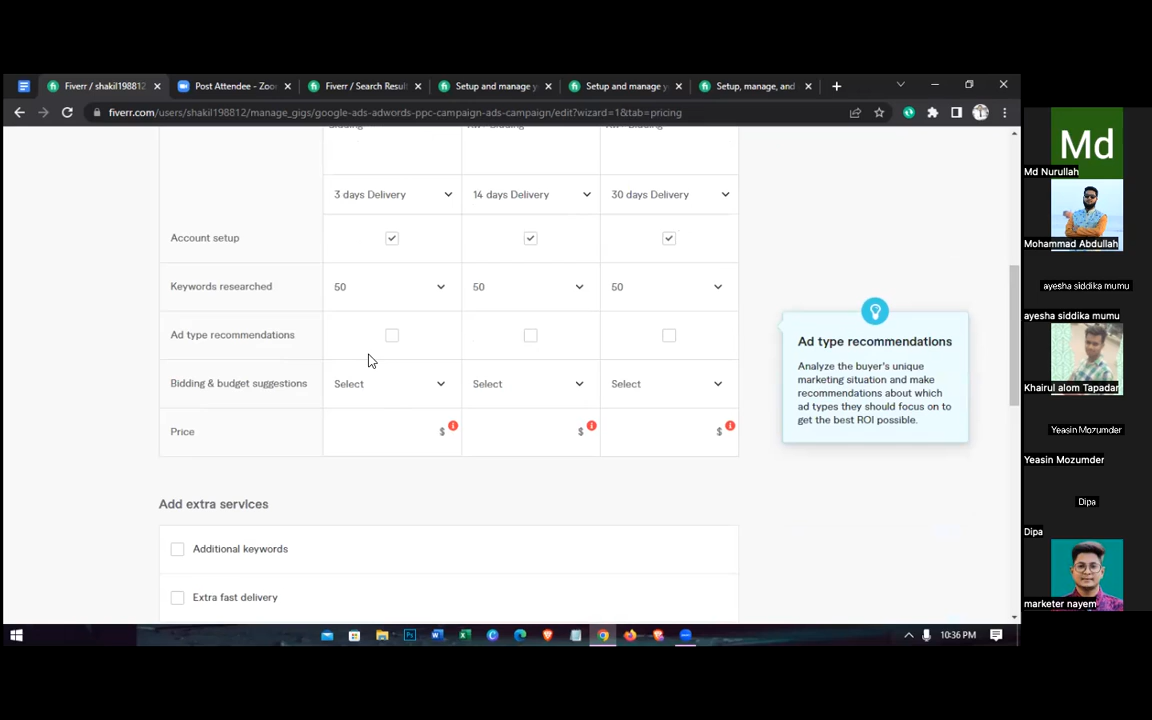 Fiverr / shakil198812
Post Attendee - Zoo
Fiverr / Search Result
Setup and manage y
Setup and manage y
Setup, manage, and
fiverr.com/users/shakil198812/manage_gigs/google-ads-adwords-ppc-campaign-ads-campaign/edit?wizard=1&tab=pricing
3 days Delivery
14 days Delivery
30 days Delivery
Account setup
Keywords researched
50
50
50
Ad type recommendations
Bidding & budget suggestions
Select
Select
Select
Price
$
$
$
Add extra services
Additional keywords
Extra fast delivery
Ad type recommendations
Analyze the buyer's unique
marketing situation and make
recommendations about which
ad types they should focus on to
get the best ROI possible.
10:36 PM
Md
Md Nurullah
Mohammad Abdullah
ayesha siddika mumu
ayesha siddika mumu
Khairul alom Tapadar
Yeasin Mozumder
Yeasin Mozumder
Dipa
Dipa
marketer nayem